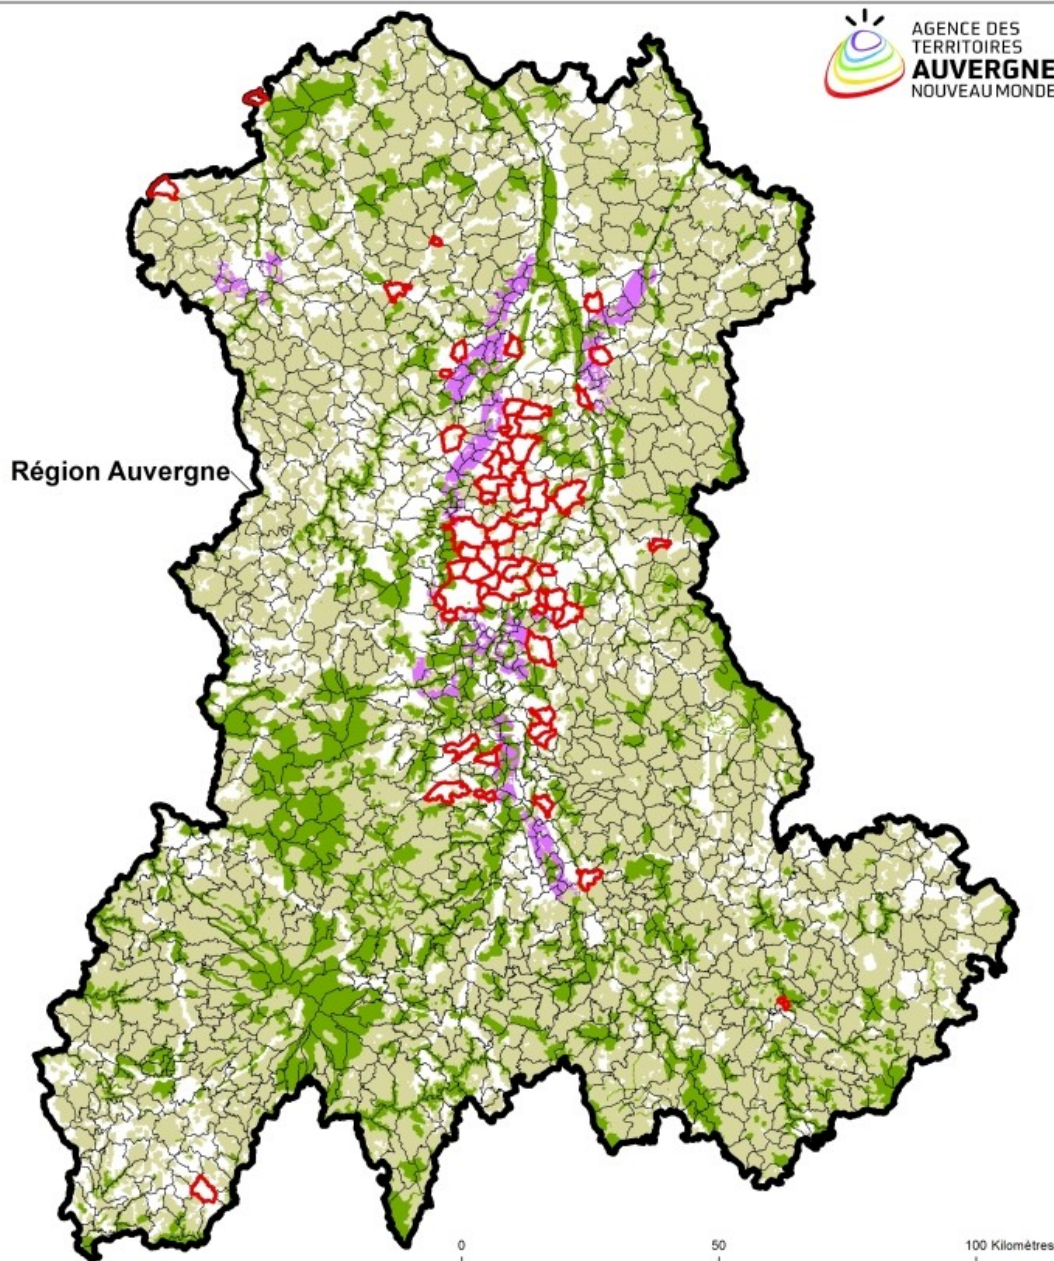 AGENCE DES
TERRITOIRES
AUVERGNE
NOUVEAU MONDE
Région Auvergne
0 50 100 Kilomètres